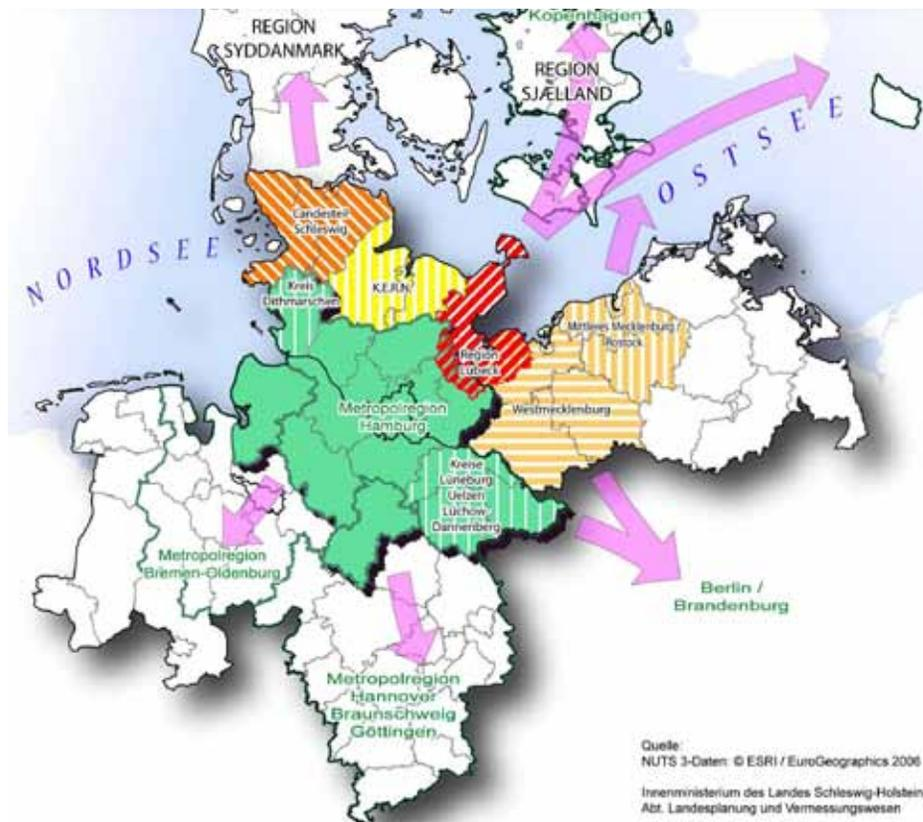 Kopenhagen
REGION
SYDDANMARK
REGION
SJÆLLAND
OSTSEE
NORDSEE
Landesteil
Schleswig
Kreis
Dithmarschen
K.E.R.N.
Mittleres Mecklenburg /
Rostock
Region
Lübeck
Westmecklenburg
Metropolregion
Hamburg
Kreise
Lüneburg
Uelzen
Lüchow-
Dannenberg
Metropolregion
Bremen-Oldenburg
Berlin /
Brandenburg
Metropolregion
Hannover
Braunschweig
Göttingen
Quelle:
NUTS 3-Daten: © ESRI / EuroGeographics 2006
Innenministerium des Landes Schleswig-Holstein
Abt. Landesplanung und Vermessungswesen